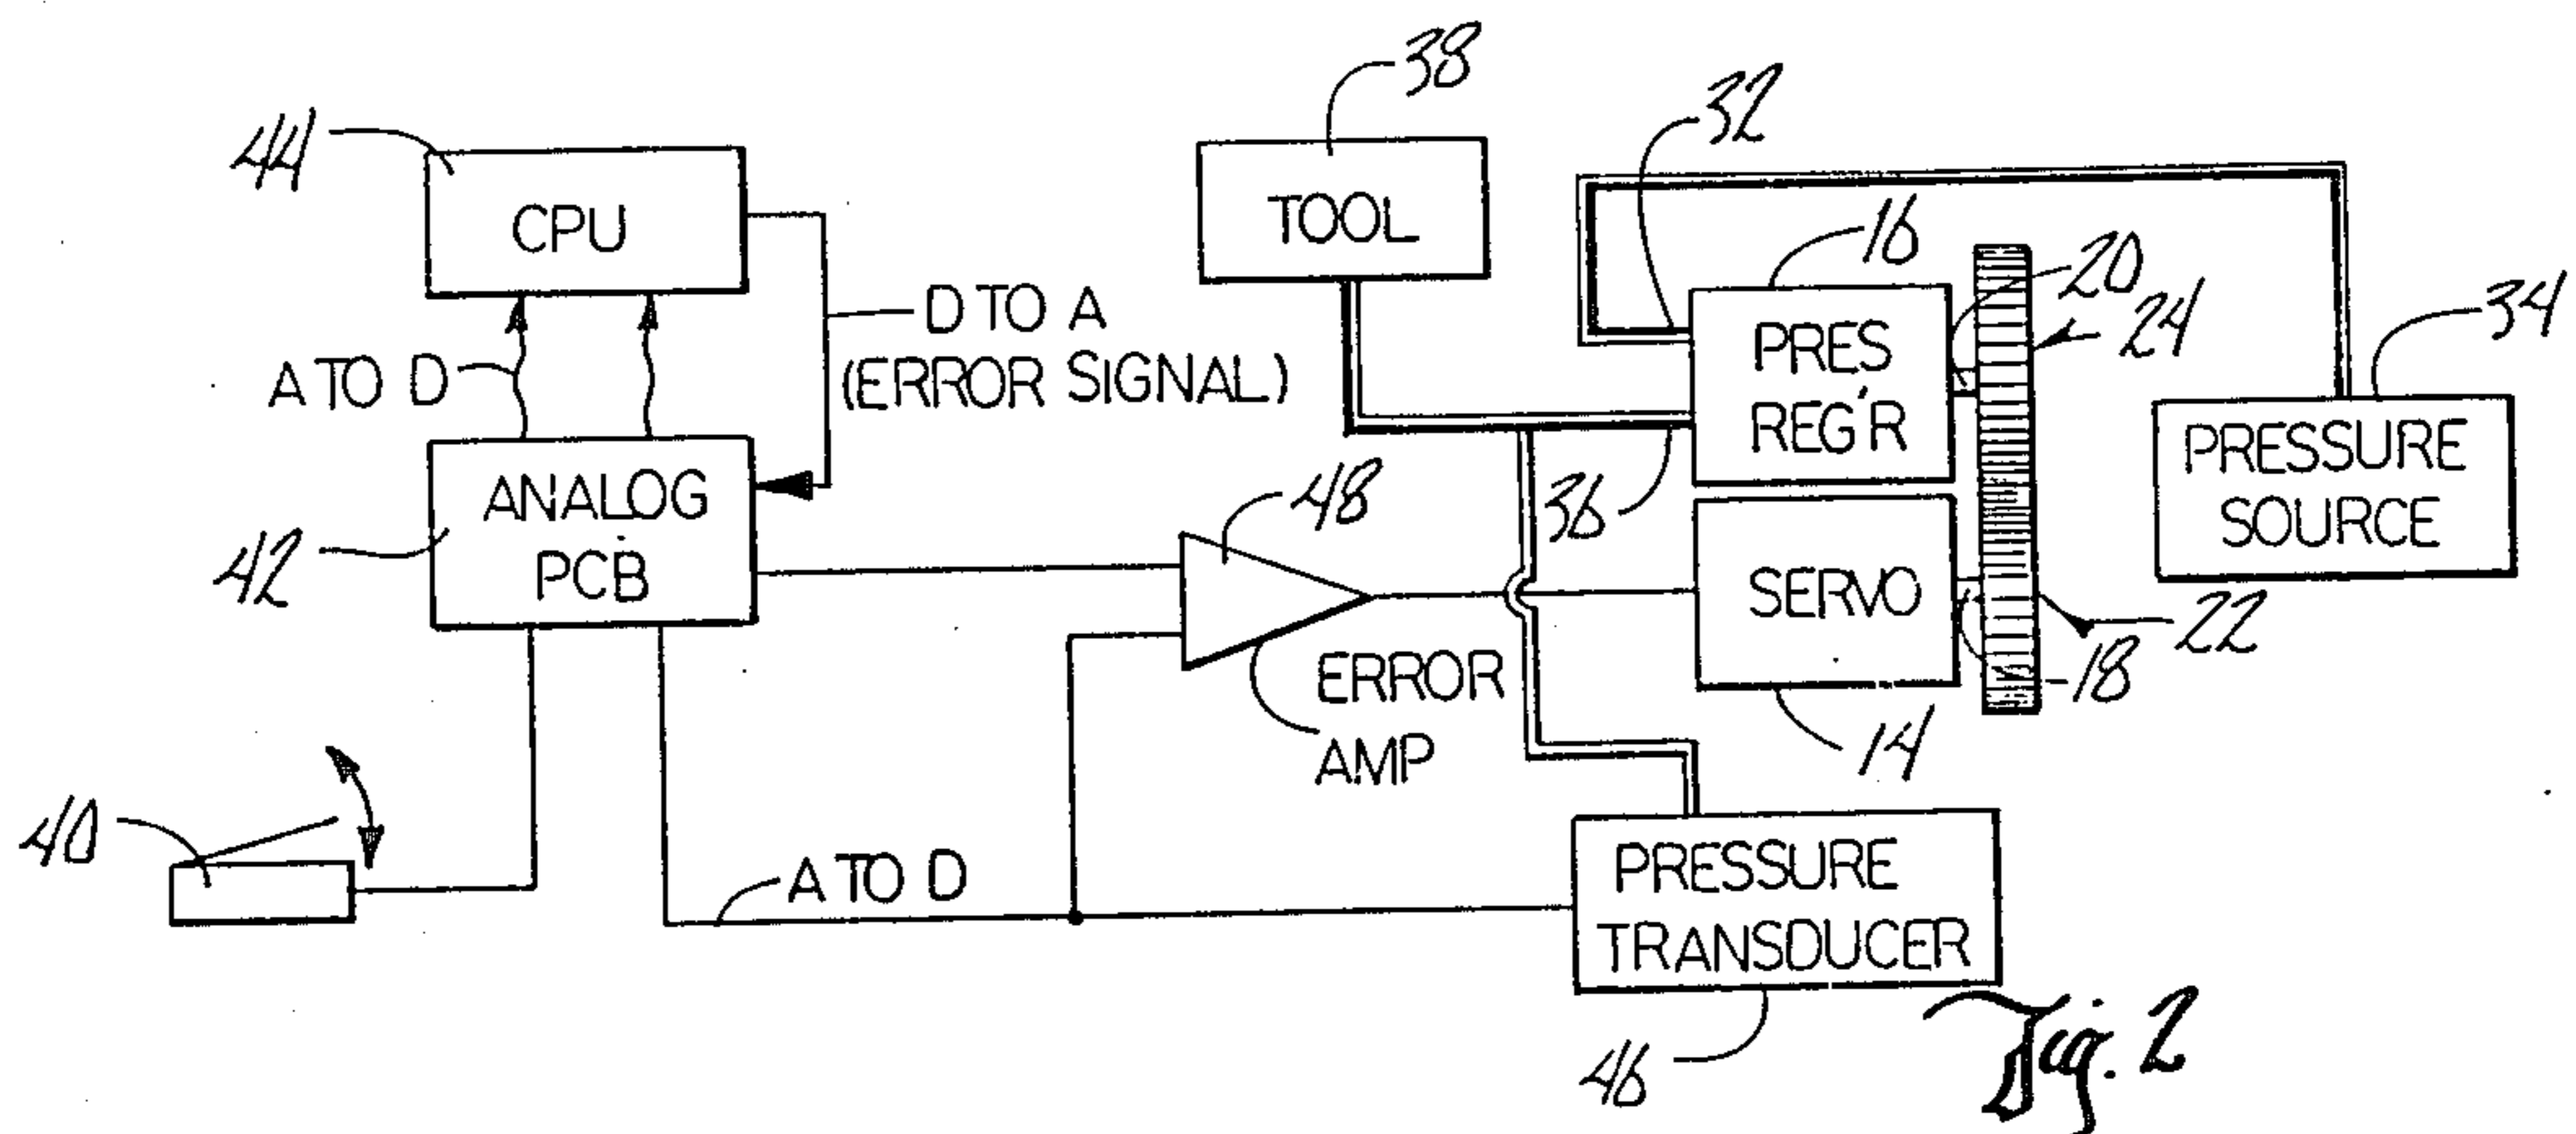 38
32
44
CPU
TOOL
16
20
24
34
D TO A
(ERROR SIGNAL)
A TO D
PRES
REG'R
PRESSURE
SOURCE
ANALOG
PCB
42
48
36
SERVO
22
18
ERROR
AMP
14
40
A TO D
PRESSURE
TRANSDUCER
46
Fig. 2